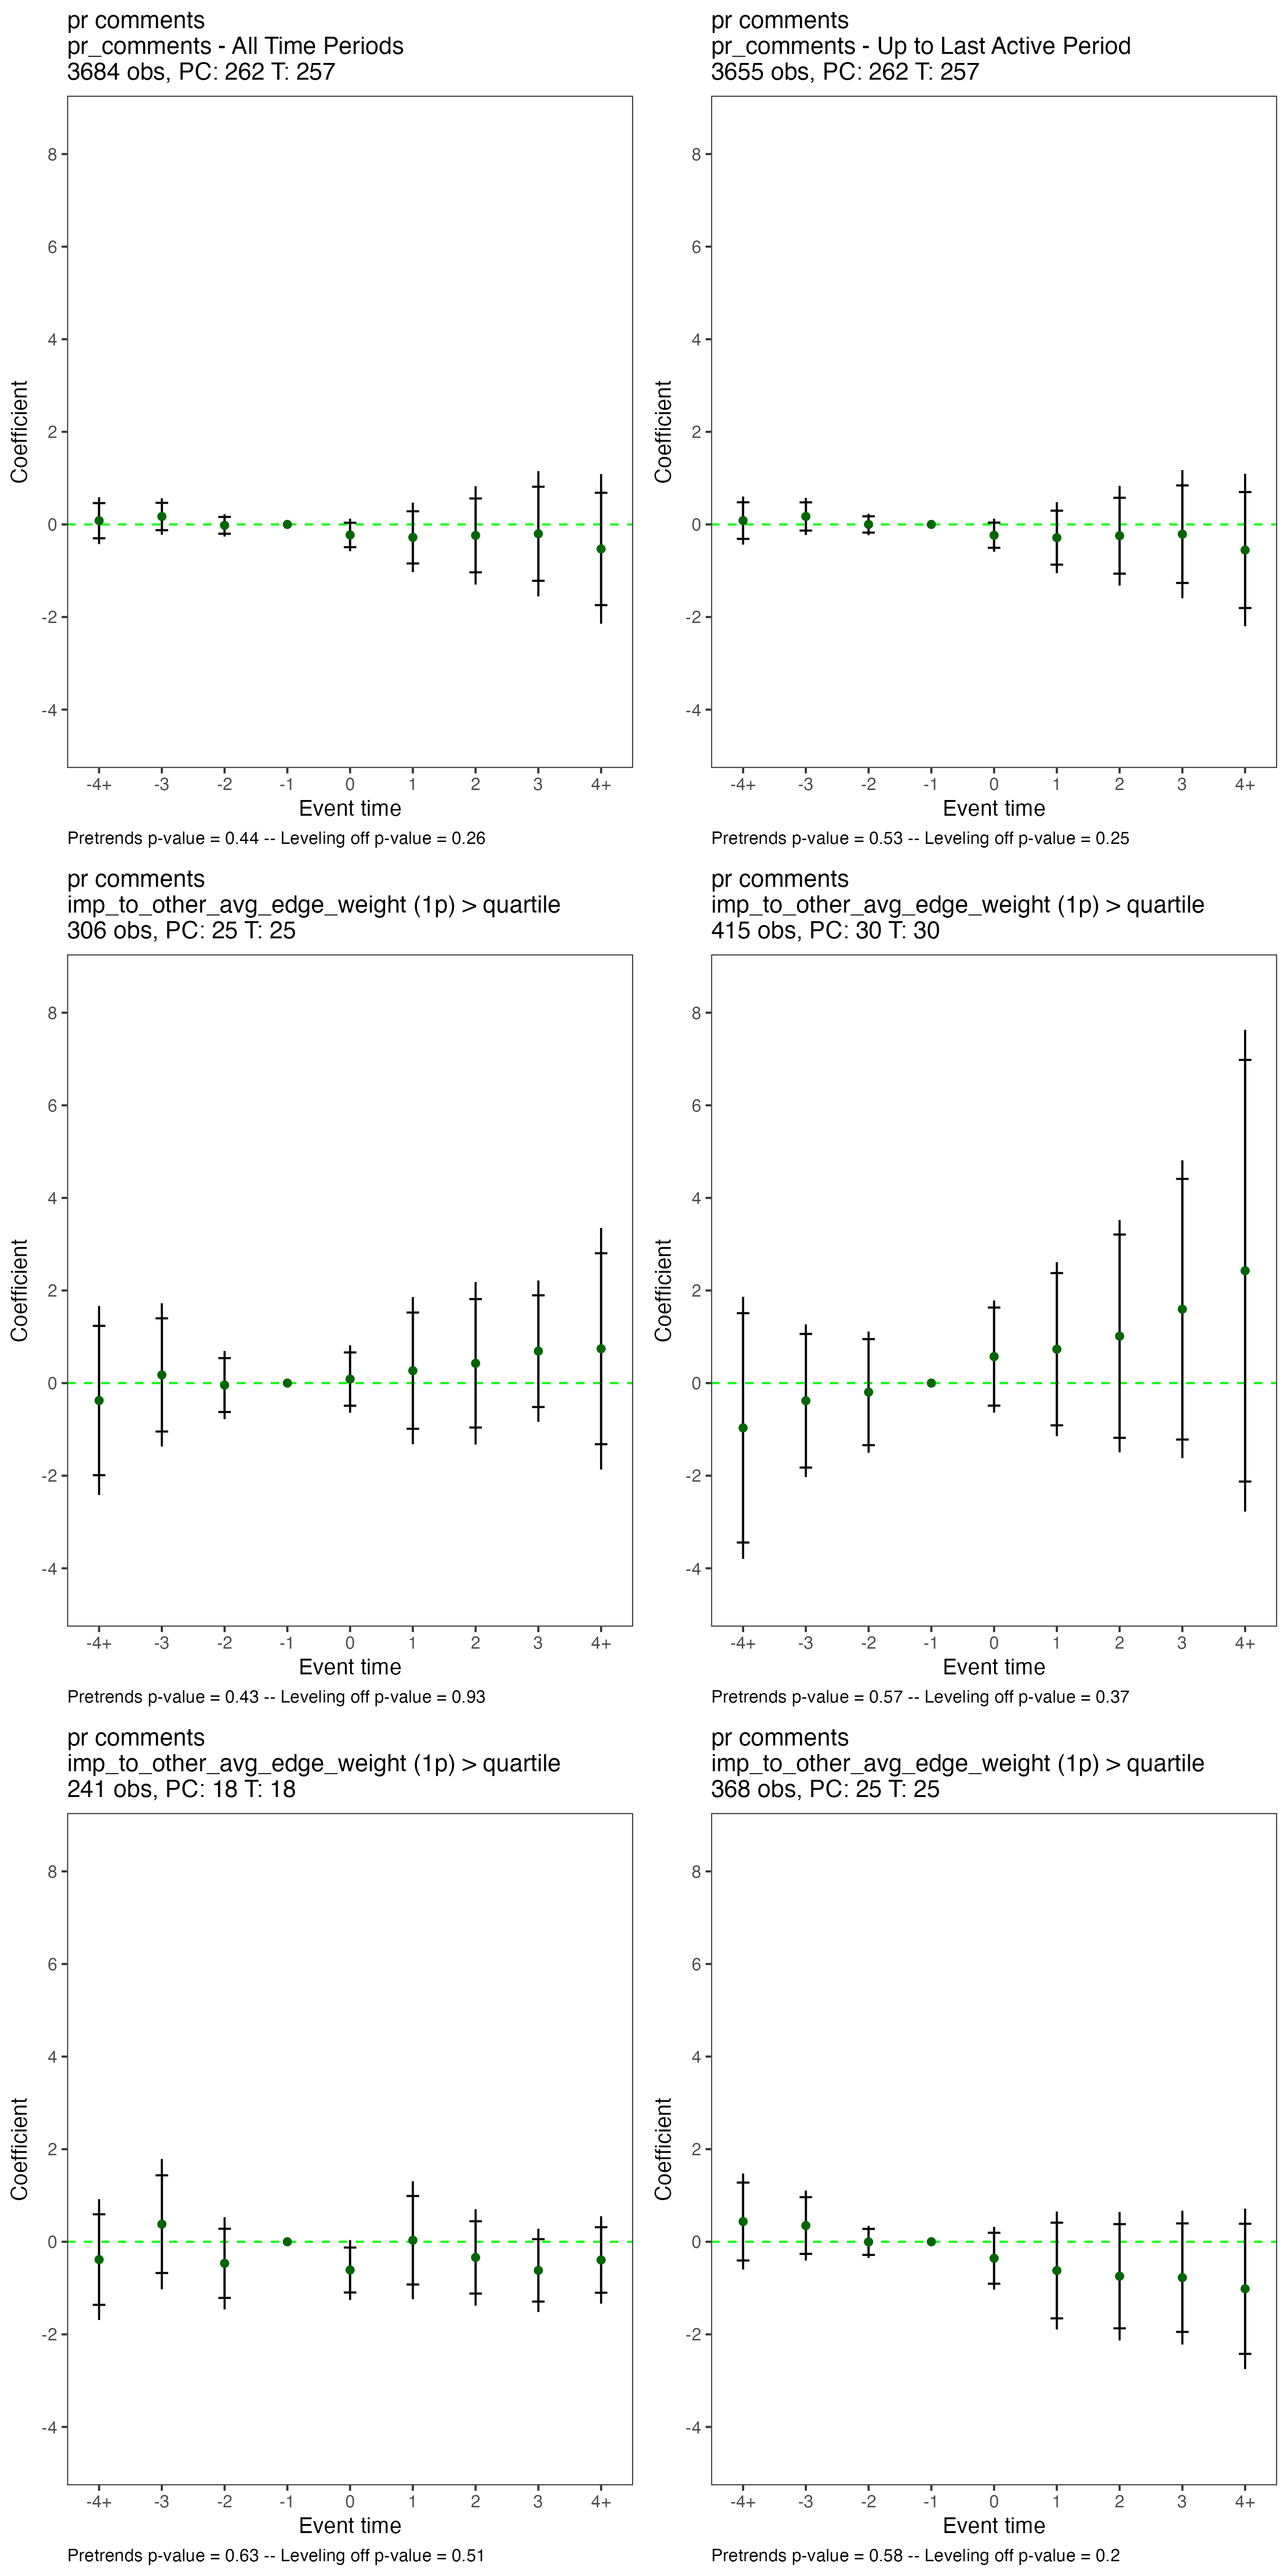 pr comments
pr_comments - All Time Periods
3684 obs, PC: 262 T: 257
8
6
4
2
0
-2
-4
Coefficient
-4+ -3 -2 -1 0 1 2 3 4+
Event time
Pretrends p-value = 0.44 -- Leveling off p-value = 0.26
pr comments
pr_comments - Up to Last Active Period
3655 obs, PC: 262 T: 257
8
6
4
2
0
-2
-4
Coefficient
-4+ -3 -2 -1 0 1 2 3 4+
Event time
Pretrends p-value = 0.53 -- Leveling off p-value = 0.25
pr comments
imp_to_other_avg_edge_weight (1p) > quartile
306 obs, PC: 25 T: 25
8
6
4
2
0
-2
-4
Coefficient
-4+ -3 -2 -1 0 1 2 3 4+
Event time
Pretrends p-value = 0.43 -- Leveling off p-value = 0.93
pr comments
imp_to_other_avg_edge_weight (1p) > quartile
415 obs, PC: 30 T: 30
8
6
4
2
0
-2
-4
Coefficient
-4+ -3 -2 -1 0 1 2 3 4+
Event time
Pretrends p-value = 0.57 -- Leveling off p-value = 0.37
pr comments
imp_to_other_avg_edge_weight (1p) > quartile
241 obs, PC: 18 T: 18
8
6
4
2
0
-2
-4
Coefficient
-4+ -3 -2 -1 0 1 2 3 4+
Event time
Pretrends p-value = 0.63 -- Leveling off p-value = 0.51
pr comments
imp_to_other_avg_edge_weight (1p) > quartile
368 obs, PC: 25 T: 25
8
6
4
2
0
-2
-4
Coefficient
-4+ -3 -2 -1 0 1 2 3 4+
Event time
Pretrends p-value = 0.58 -- Leveling off p-value = 0.2